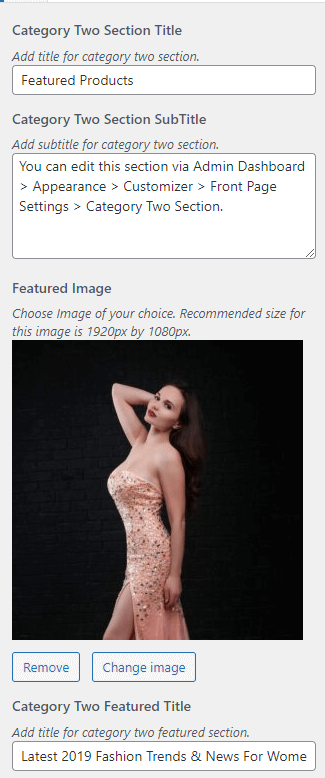 Category Two Section Title
Add title for category two section.
Featured Products
Category Two Section SubTitle
Add subtitle for category two section.
You can edit this section via Admin Dashboard
> Appearance > Customizer > Front Page
Settings > Category Two Section.
Featured Image
Choose Image of your choice. Recommended size for
this image is 1920px by 1080px.
Remove
Change image
Category Two Featured Title
Add title for category two featured section.
Latest 2019 Fashion Trends & News For Wome